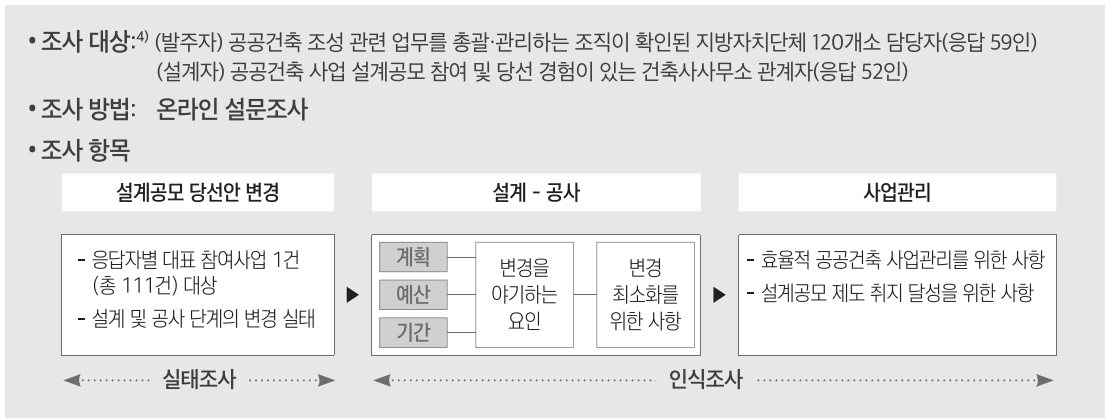 • 조사 대상:4) (발주자) 공공건축 조성 관련 업무를 총괄·관리하는 조직이 확인된 지방자치단체 120개소 담당자(응답 59인)
(설계자) 공공건축 사업 설계공모 참여 및 당선 경험이 있는 건축사사무소 관계자(응답 52인)
• 조사 방법: 온라인 설문조사
• 조사 항목
설계공모 당선안 변경
- 응답자별 대표 참여사업 1건
(총 111건) 대상
- 설계 및 공사 단계의 변경 실태
▶
설계 - 공사
계획
예산
기간
변경을
야기하는
요인
변경
최소화를
위한 사항
▶
사업관리
- 효율적 공공건축 사업관리를 위한 사항
- 설계공모 제도 취지 달성을 위한 사항
실태조사
인식조사